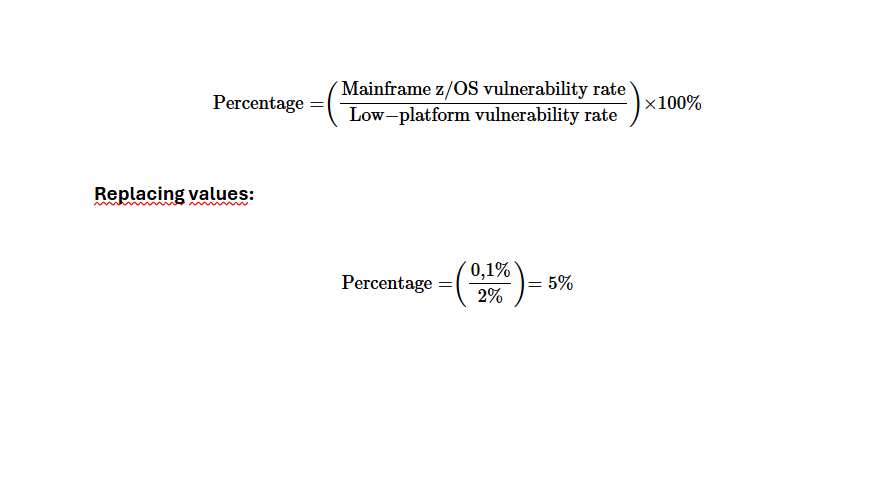 Percentage = (Mainframe z/OS vulnerability rate / Low−platform vulnerability rate) ×100%
Replacing values:
Percentage = (0,1% / 2%) = 5%